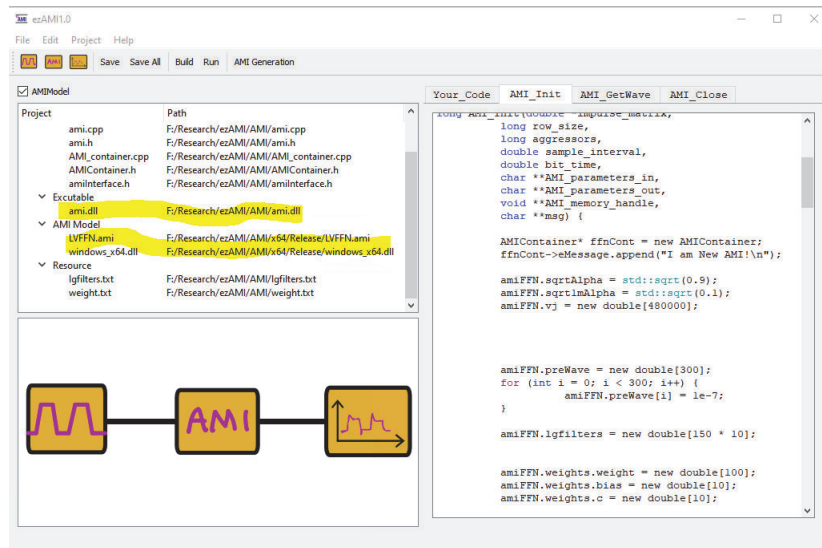 AMI ezAMI1.0
File Edit Project Help
AMI Save Save All Build Run AMI Generation
AMIModel
Project Path
ami.cpp F:/Research/ezAMI/AMI/ami.cpp
ami.h F:/Research/ezAMI/AMI/ami.h
AMI_container.cpp F:/Research/ezAMI/AMI/AMI_container.cpp
AMIContainer.h F:/Research/ezAMI/AMI/AMIContainer.h
amiInterface.h F:/Research/ezAMI/AMI/amiInterface.h
Excutable
ami.dll F:/Research/ezAMI/AMI/ami.dll
AMI Model
LVFFN.ami F:/Research/ezAMI/AMI/x64/Release/LVFFN.ami
windows_x64.dll F:/Research/ezAMI/AMI/x64/Release/windows_x64.dll
Resource
lgfilters.txt F:/Research/ezAMI/AMI/lgfilters.txt
weight.txt F:/Research/ezAMI/AMI/weight.txt
AMI
Your_Code AMI_Init AMI_GetWave AMI_Close
long AMI_Init(double *impulse_matrix,
long row_size,
long aggressors,
double sample_interval,
double bit_time,
char **AMI_parameters_in,
char **AMI_parameters_out,
void **AMI_memory_handle,
char **msg) {
AMIContainer* ffnCont = new AMIContainer;
ffnCont->eMessage.append("I am New AMI!\n");
amiFFN.sqrtAlpha = std::sqrt(0.9);
amiFFN.sqrt1mAlpha = std::sqrt(0.1);
amiFFN.vj = new double[480000];
amiFFN.preWave = new double[300];
for (int i = 0; i < 300; i++) {
amiFFN.preWave[i] = 1e-7;
}
amiFFN.lgfilters = new double[150 * 10];
amiFFN.weights.weight = new double[100];
amiFFN.weights.bias = new double[10];
amiFFN.weights.c = new double[10];